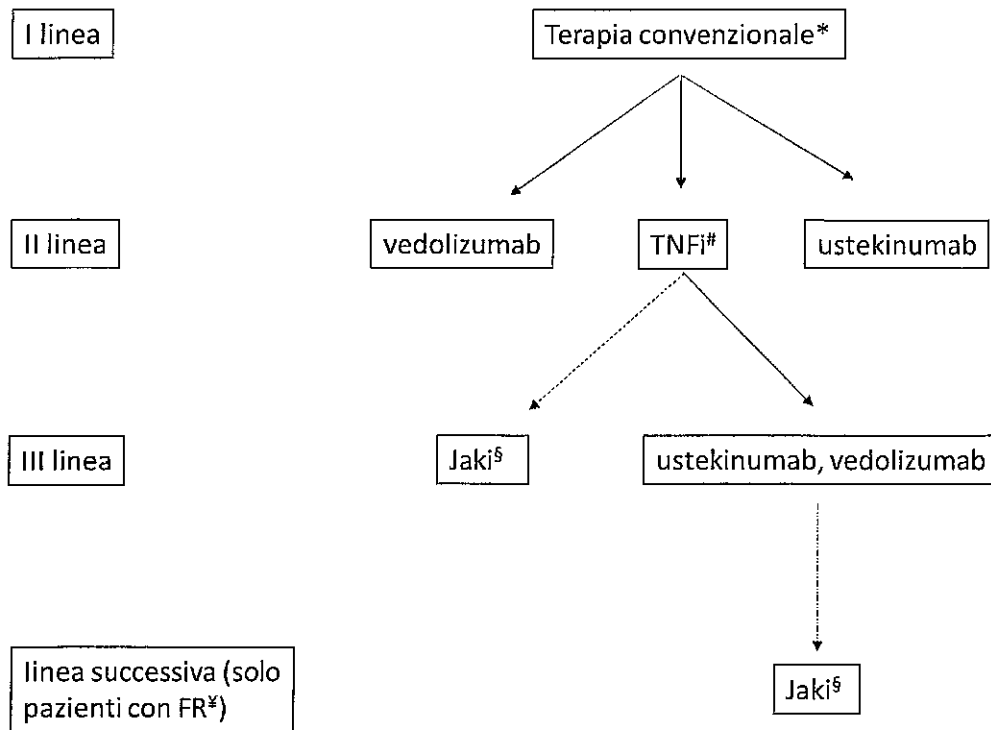 I linea
Terapia convenzionale*
II linea
vedolizumab
TNFi#
ustekinumab
III linea
Jaki§
ustekinumab, vedolizumab
linea successiva (solo
pazienti con FR¥)
Jaki§